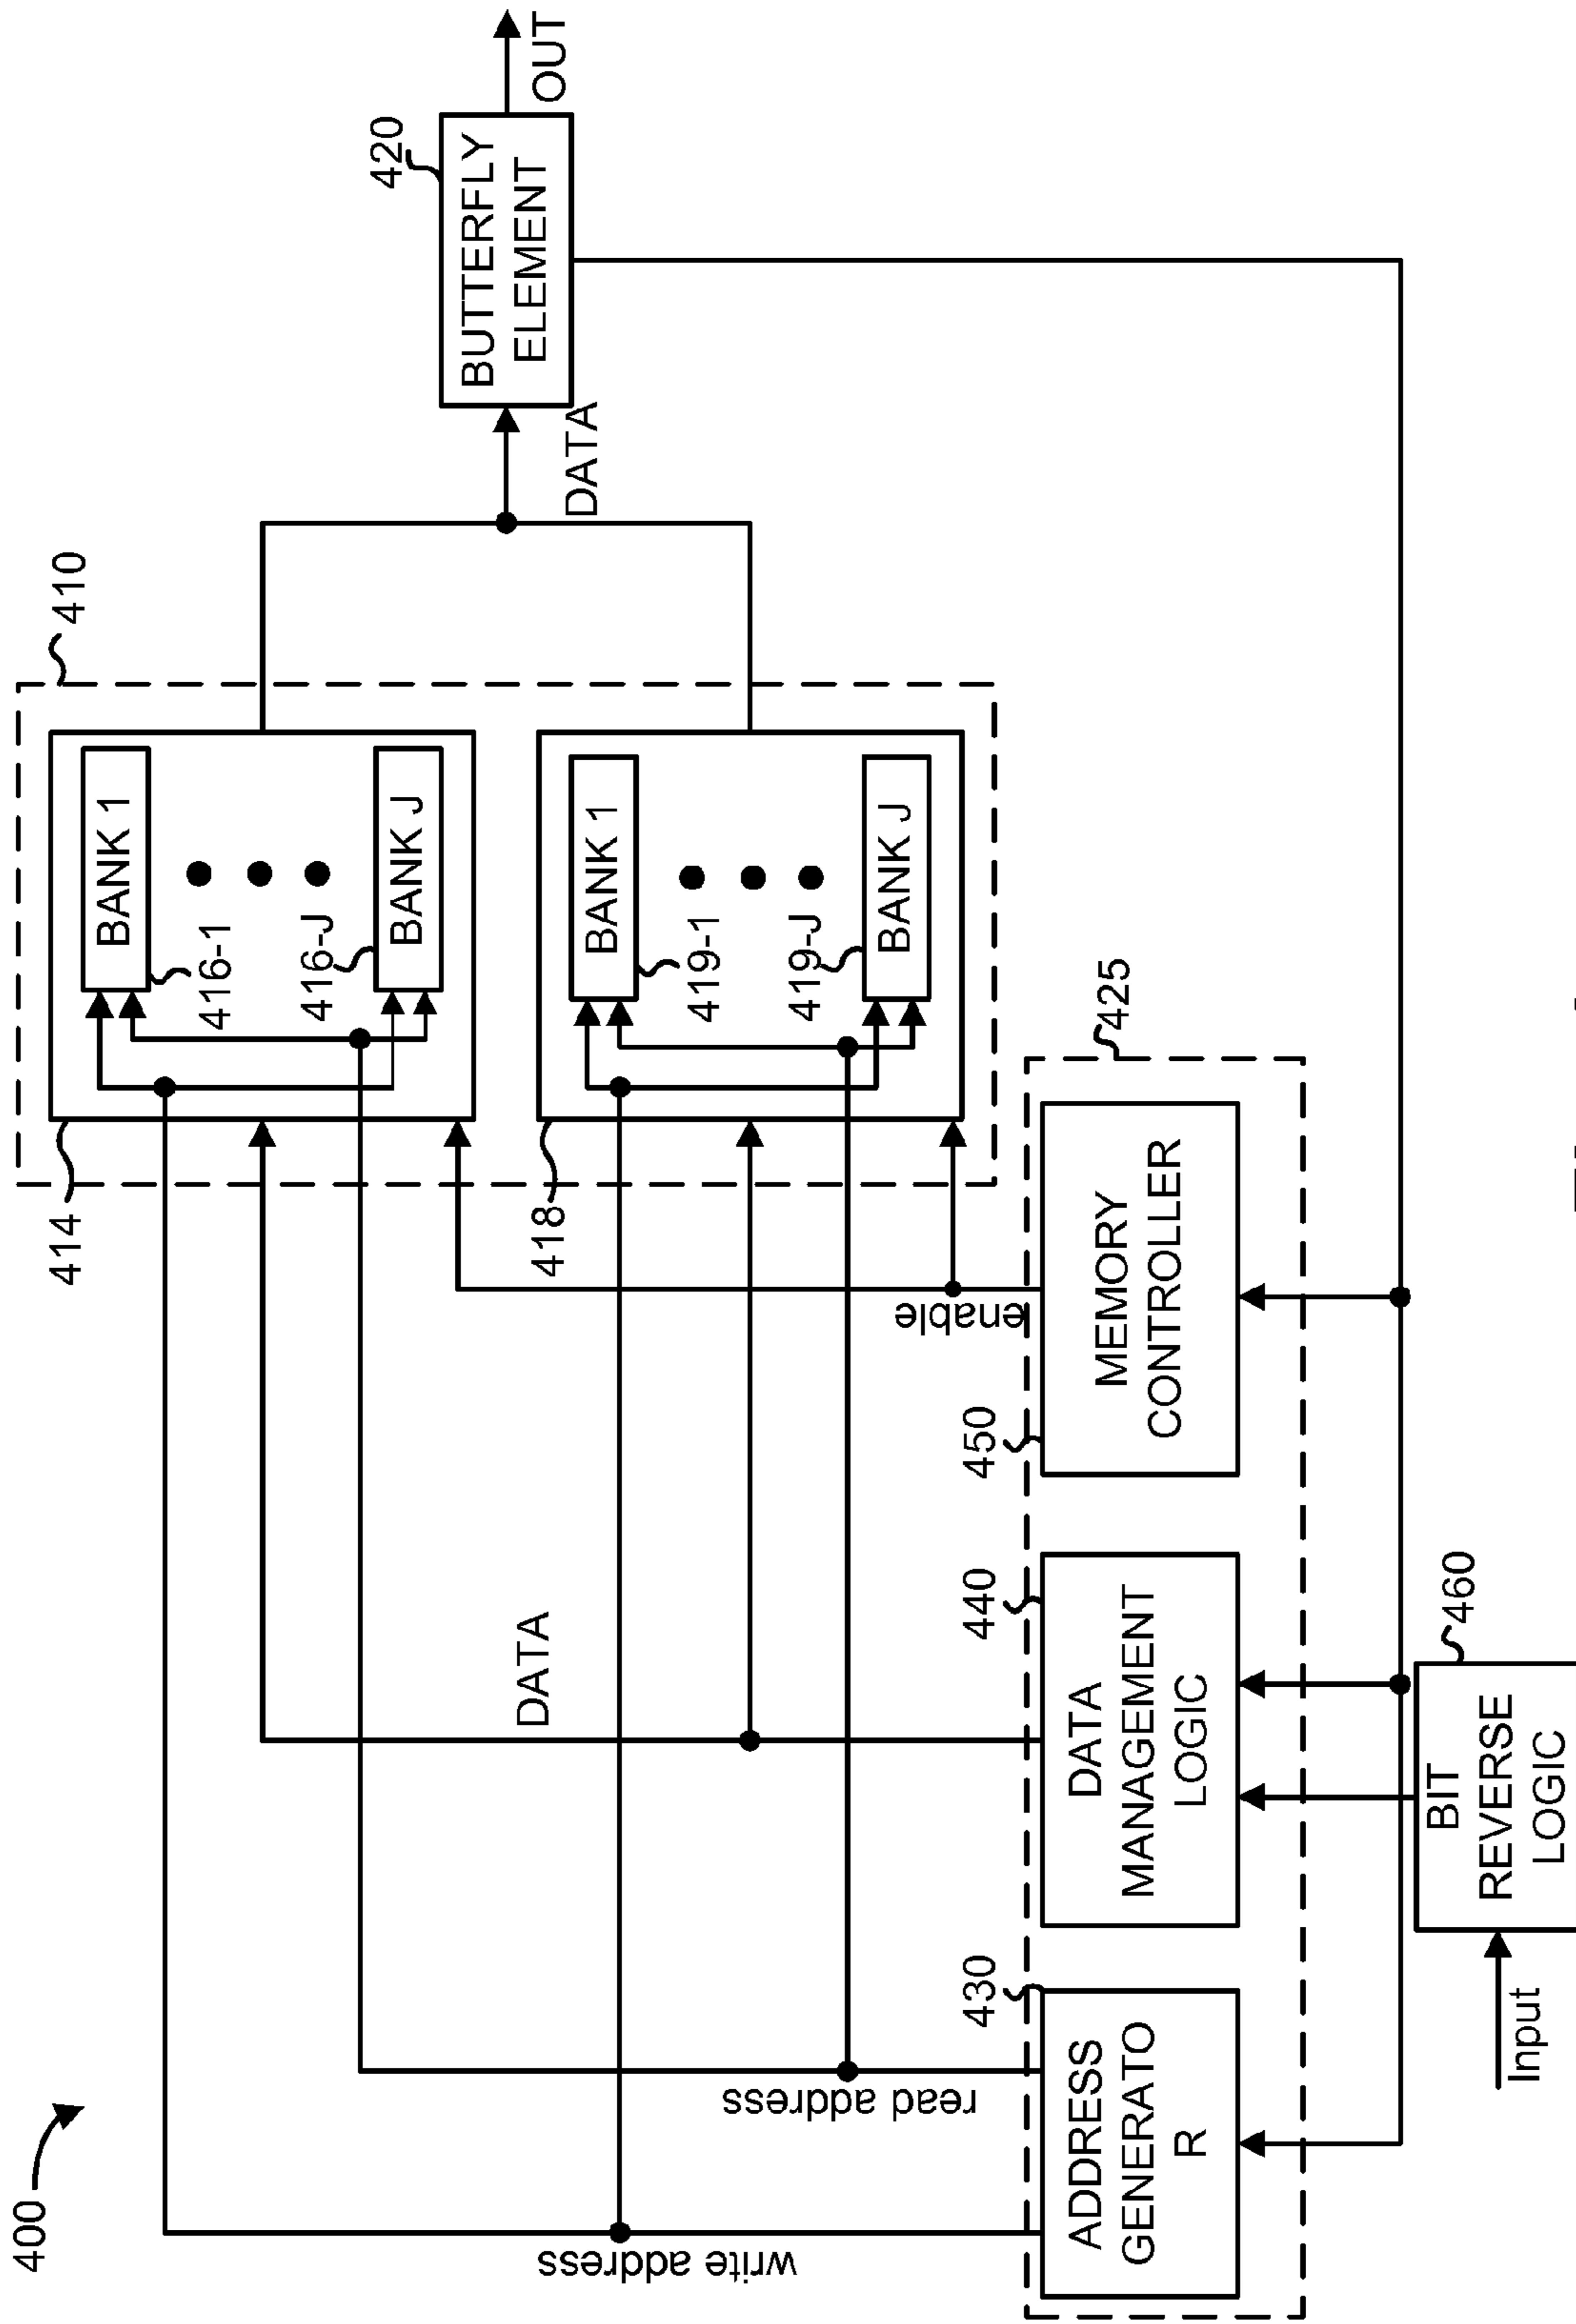 400
410
414
BANK 1
416-1
416-J
BANK J
418
BANK 1
419-1
419-J
BANK J
420
BUTTERFLY
ELEMENT
OUT
DATA
DATA
write address
read address
enable
425
430
ADDRESS
GENERATO
R
440
DATA
MANAGEMENT
LOGIC
450
MEMORY
CONTROLLER
460
BIT
REVERSE
LOGIC
Input